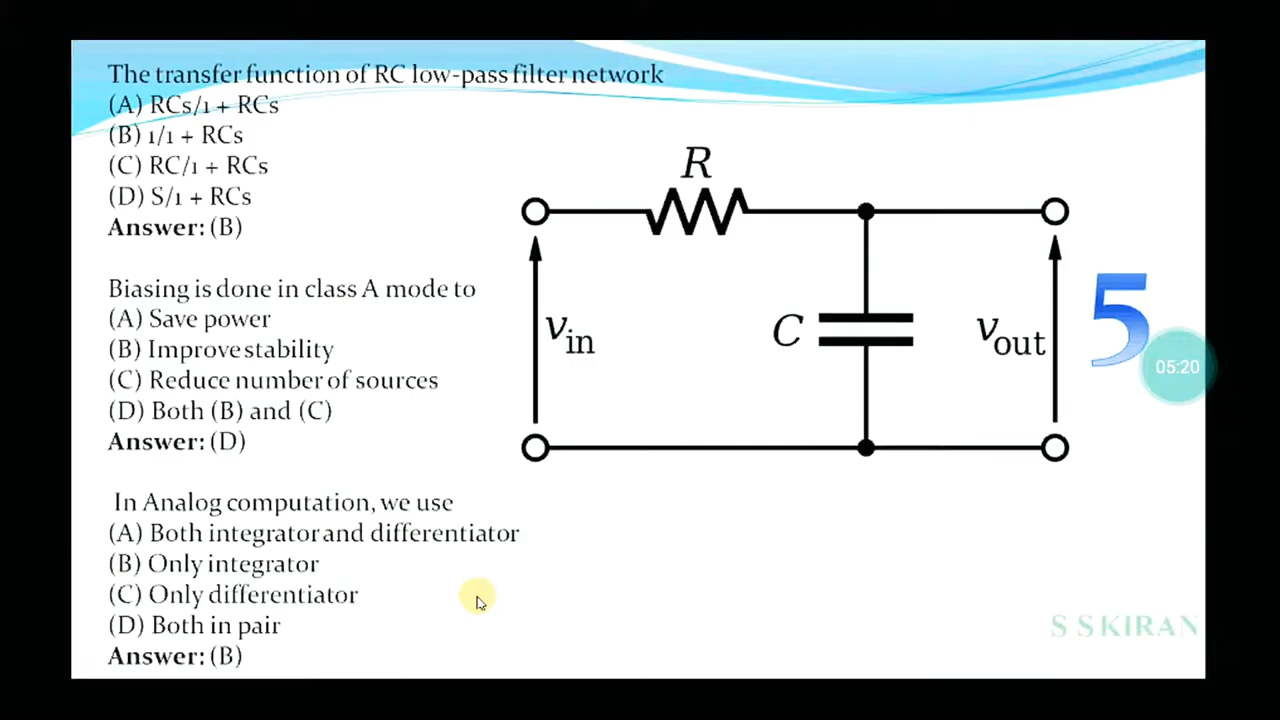 The transfer function of RC low-pass filter network
(A) RCs/1 + RCs
(B) 1/1 + RCs
(C) RC/1 + RCs
(D) S/1 + RCs
Answer: (B)
Biasing is done in class A mode to
(A) Save power
(B) Improve stability
(C) Reduce number of sources
(D) Both (B) and (C)
Answer: (D)
In Analog computation, we use
(A) Both integrator and differentiator
(B) Only integrator
(C) Only differentiator
(D) Both in pair
Answer: (B)
R
vin
C
vout
5
05:20
S S KIRAN